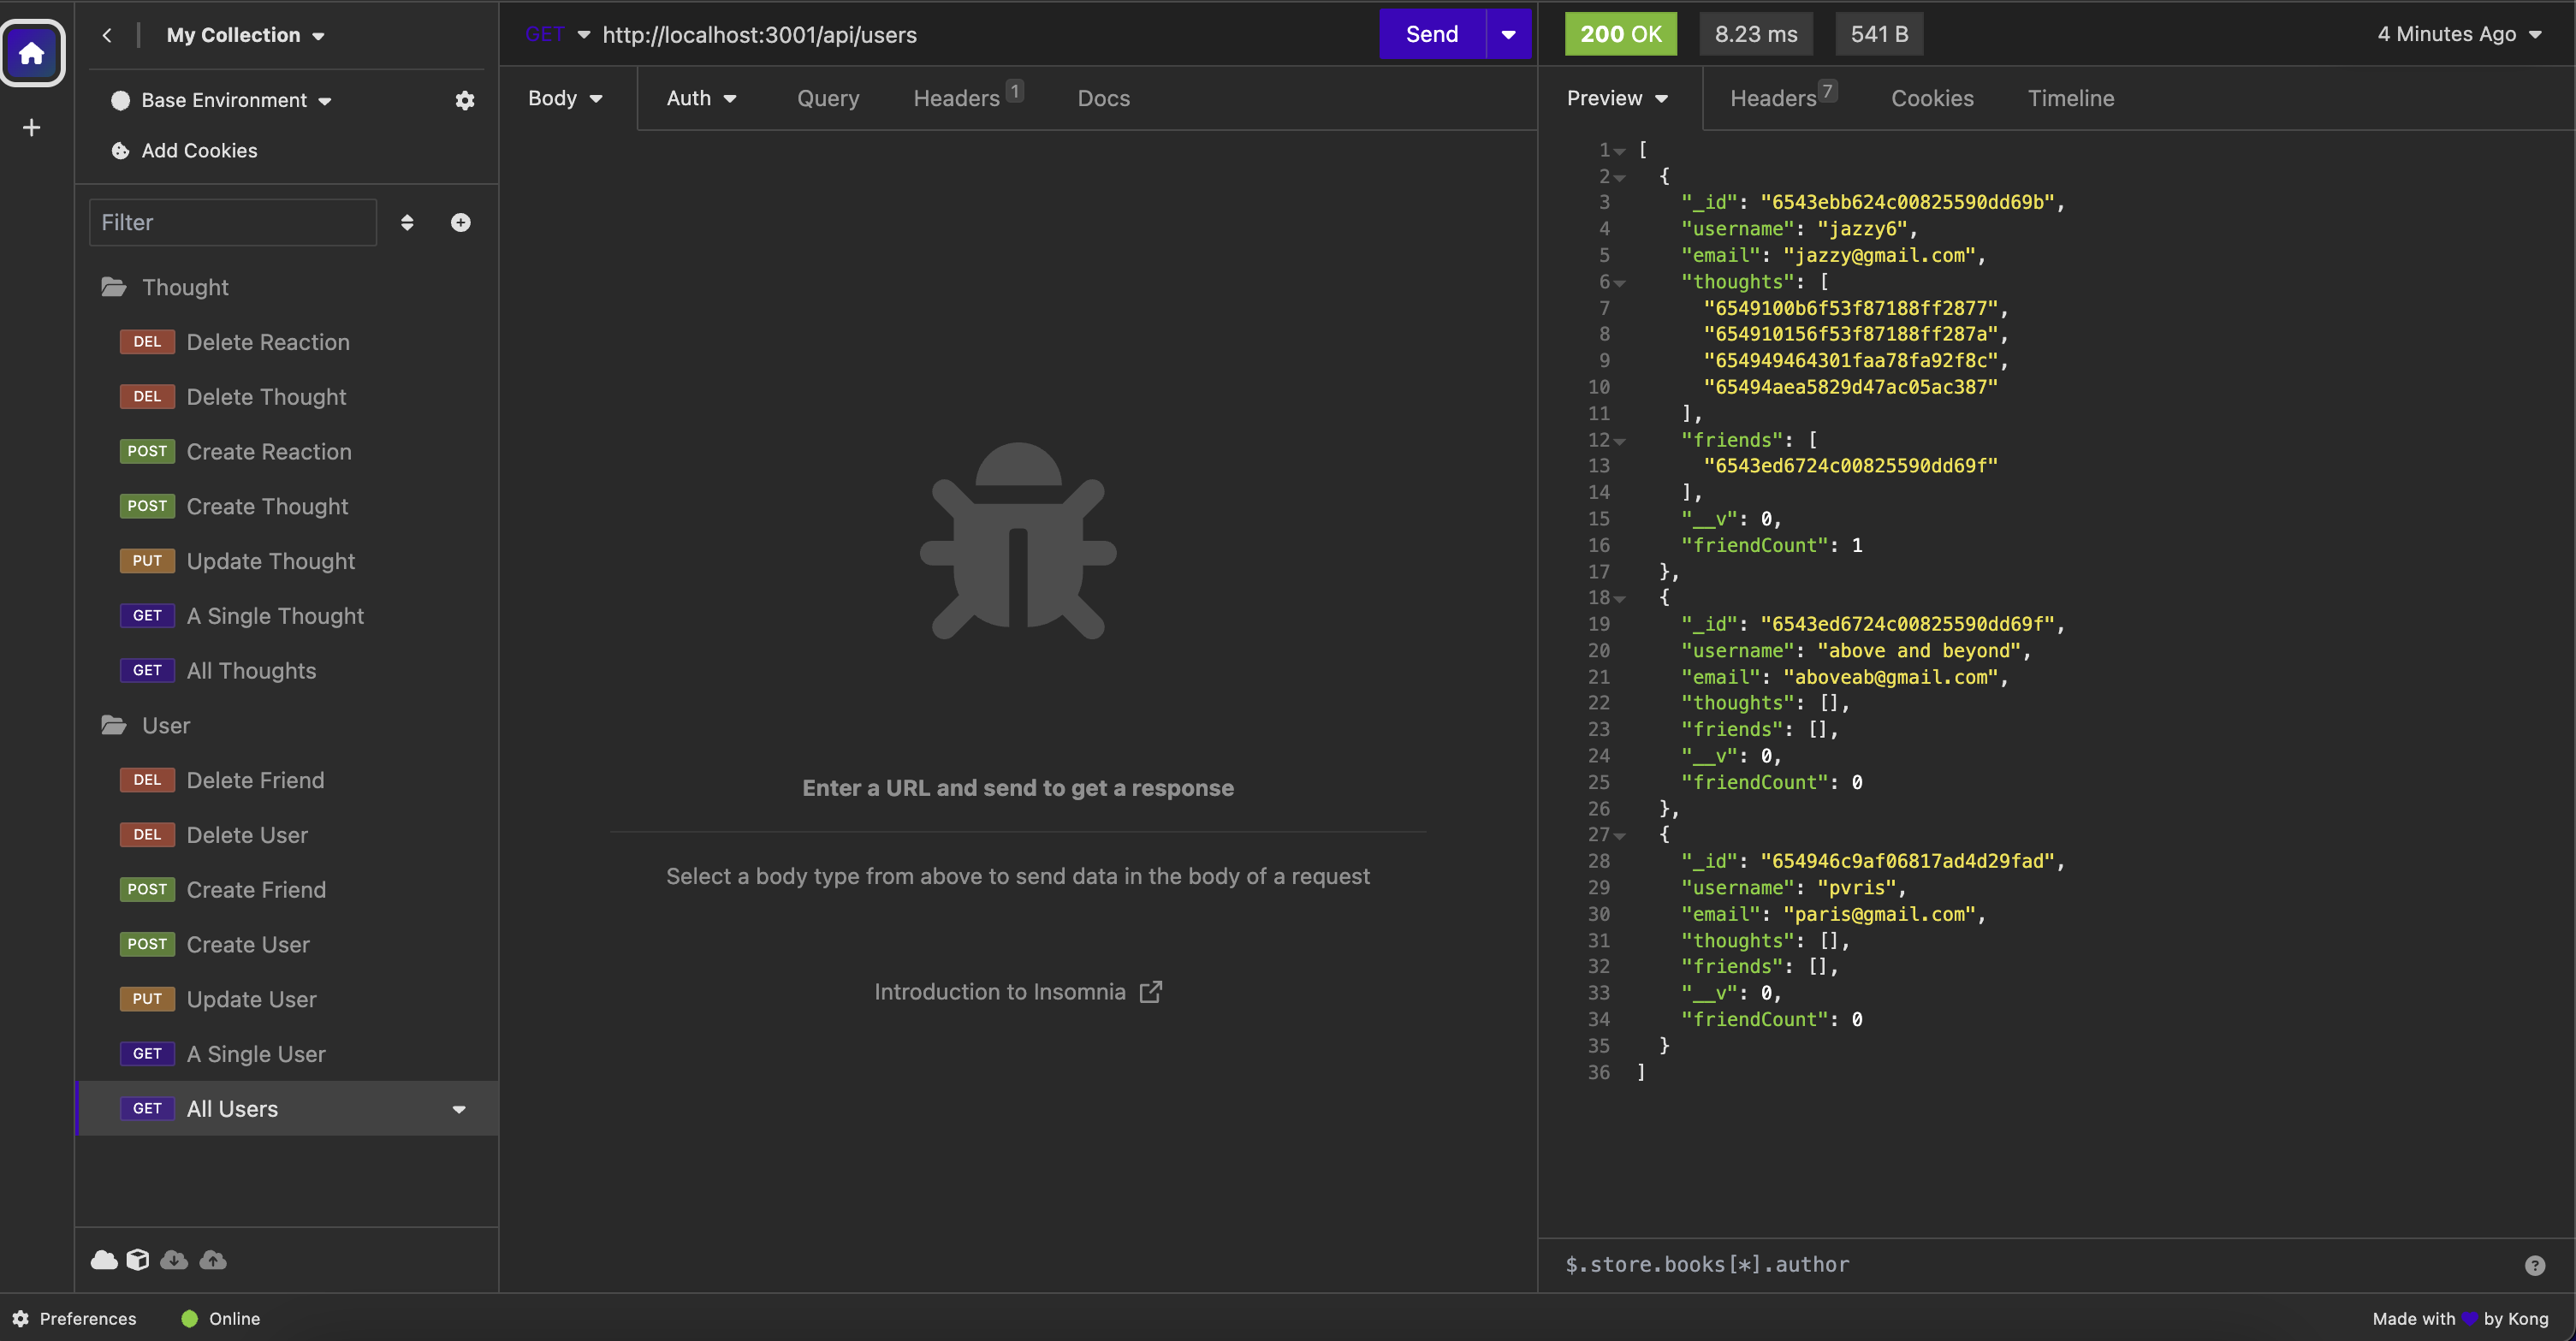 My Collection
Base Environment
Add Cookies
Filter
Thought
DEL Delete Reaction
DEL Delete Thought
POST Create Reaction
POST Create Thought
PUT Update Thought
GET A Single Thought
GET All Thoughts
User
DEL Delete Friend
DEL Delete User
POST Create Friend
POST Create User
PUT Update User
GET A Single User
GET All Users
GET http://localhost:3001/api/users Send
Body Auth Query Headers 1 Docs
Enter a URL and send to get a response
Select a body type from above to send data in the body of a request
Introduction to Insomnia
200 OK 8.23 ms 541 B 4 Minutes Ago
Preview Headers 7 Cookies Timeline
1 [
2 {
3 "_id": "6543ebb624c00825590dd69b",
4 "username": "jazzy6",
5 "email": "jazzy@gmail.com",
6 "thoughts": [
7 "6549100b6f53f87188ff2877",
8 "654910156f53f87188ff287a",
9 "654949464301faa78fa92f8c",
10 "65494aea5829d47ac05ac387"
11 ],
12 "friends": [
13 "6543ed6724c00825590dd69f"
14 ],
15 "__v": 0,
16 "friendCount": 1
17 },
18 {
19 "_id": "6543ed6724c00825590dd69f",
20 "username": "above and beyond",
21 "email": "aboveab@gmail.com",
22 "thoughts": [],
23 "friends": [],
24 "__v": 0,
25 "friendCount": 0
26 },
27 {
28 "_id": "654946c9af06817ad4d29fad",
29 "username": "pvris",
30 "email": "paris@gmail.com",
31 "thoughts": [],
32 "friends": [],
33 "__v": 0,
34 "friendCount": 0
35 }
36 ]
$.store.books[*].author
Preferences Online
Made with by Kong